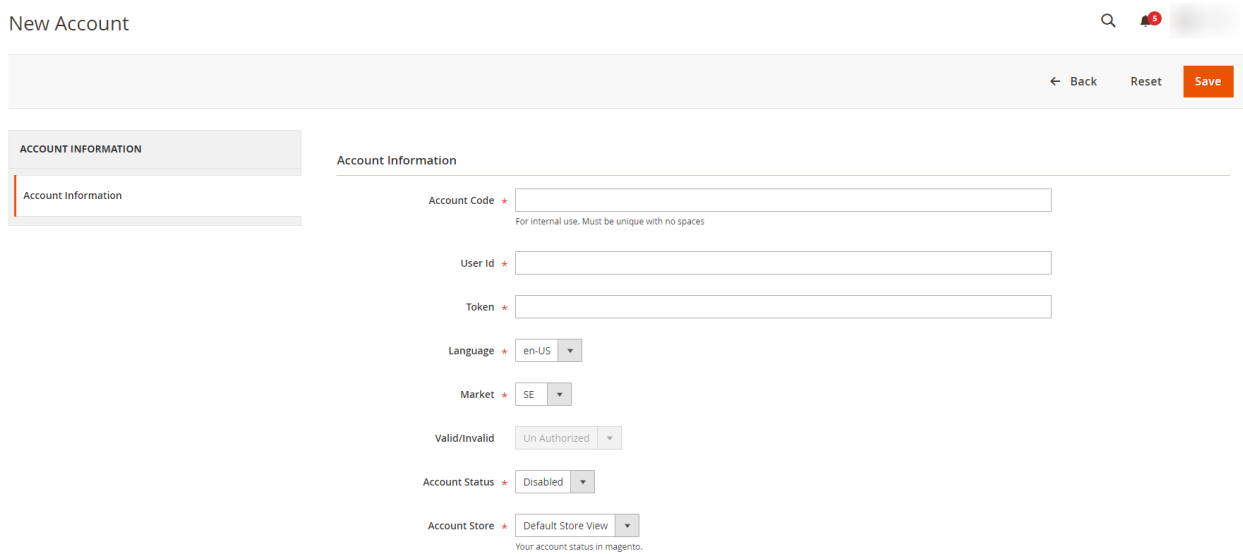 New Account
5
← Back Reset Save
ACCOUNT INFORMATION
Account Information
Account Information
Account Code *
For internal use. Must be unique with no spaces
User Id *
Token *
Language * en-US
Market * SE
Valid/Invalid Un Authorized
Account Status * Disabled
Account Store * Default Store View
Your account status in magento.